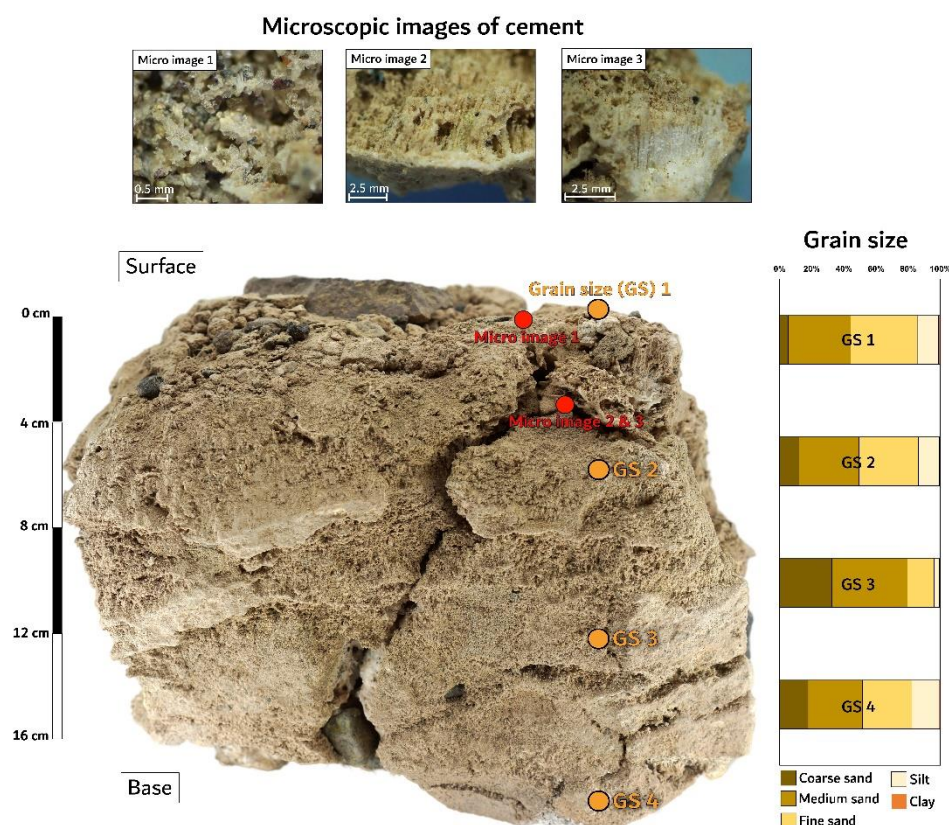 Microscopic images of cement
Micro image 1
Micro image 2
Micro image 3
0.5 mm
2.5 mm
2.5 mm
Grain size
0% 20% 40% 60% 80% 100%
Surface
Grain size (GS) 1
0 cm
Micro image 1
GS 1
Micro image 2 & 3
4 cm
GS 2
GS 2
8 cm
GS 3
12 cm
GS 3
GS 4
16 cm
Base
GS 4
Coarse sand
Silt
Medium sand
Clay
Fine sand